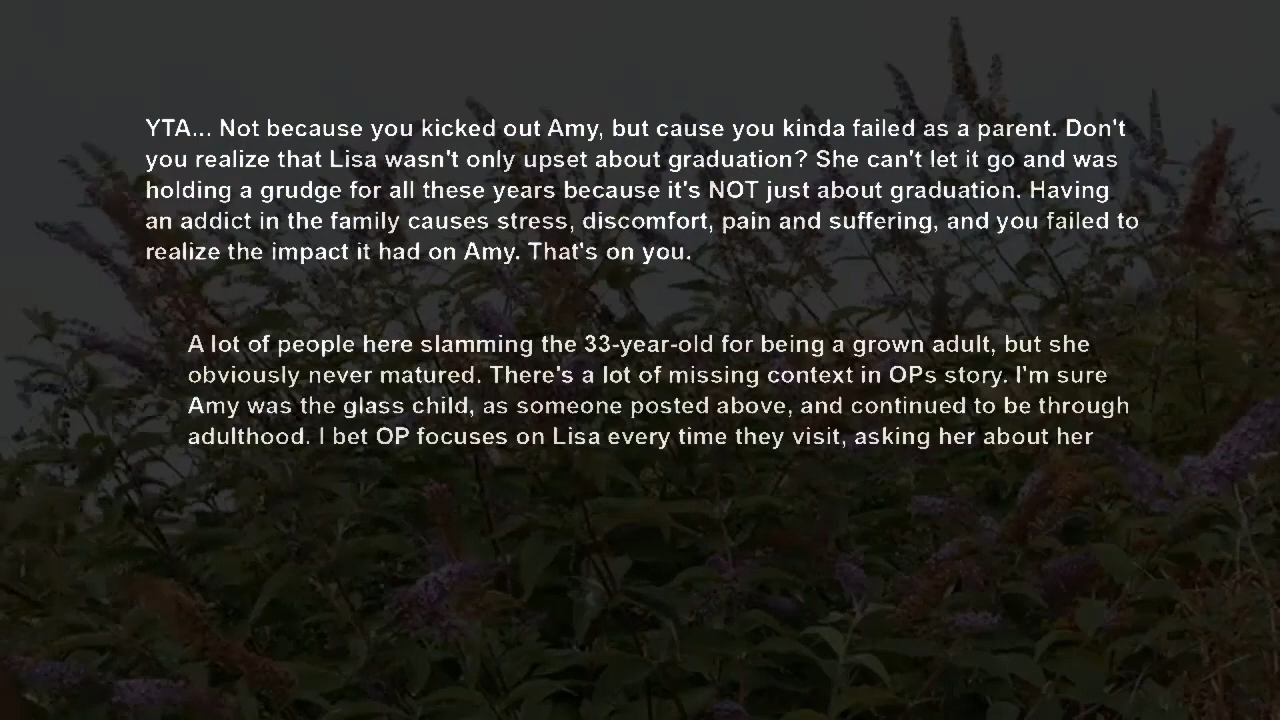 YTA... Not because you kicked out Amy, but cause you kinda failed as a parent. Don't
you realize that Lisa wasn't only upset about graduation? She can't let it go and was
holding a grudge for all these years because it's NOT just about graduation. Having
an addict in the family causes stress, discomfort, pain and suffering, and you failed to
realize the impact it had on Amy. That's on you.
A lot of people here slamming the 33-year-old for being a grown adult, but she
obviously never matured. There's a lot of missing context in OPs story. I'm sure
Amy was the glass child, as someone posted above, and continued to be through
adulthood. I bet OP focuses on Lisa every time they visit, asking her about her